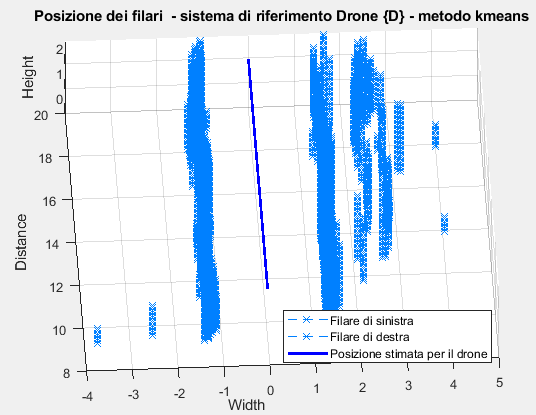 Posizione dei filari - sistema di riferimento Drone {D} - metodo kmeans
Height
2
1
0
20
18
16
14
12
10
8
Distance
-4
-3
-2
-1
0
1
2
3
4
5
Width
Filare di sinistra
Filare di destra
Posizione stimata per il drone